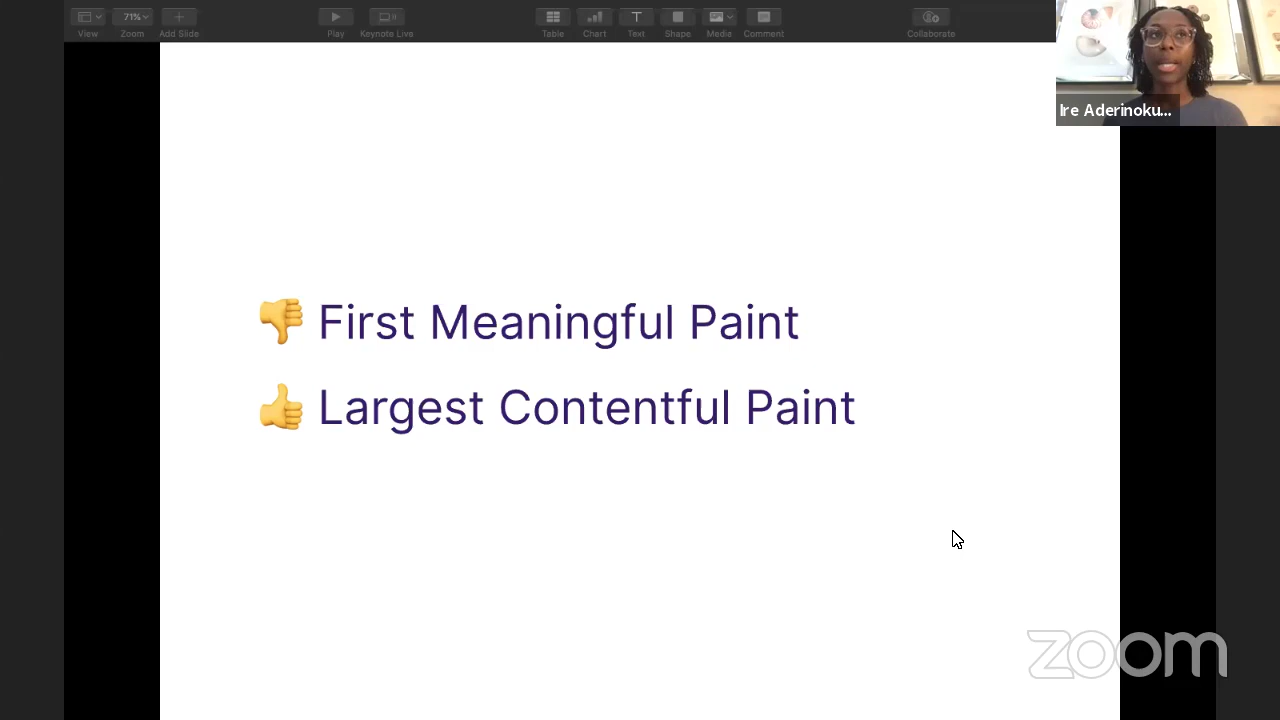 71%
View
Zoom
Add Slide
Play
Keynote Live
Table
Chart
Text
Shape
Media
Comment
Collaborate
Ire Aderinoku...
👎 First Meaningful Paint
👍 Largest Contentful Paint
zoom